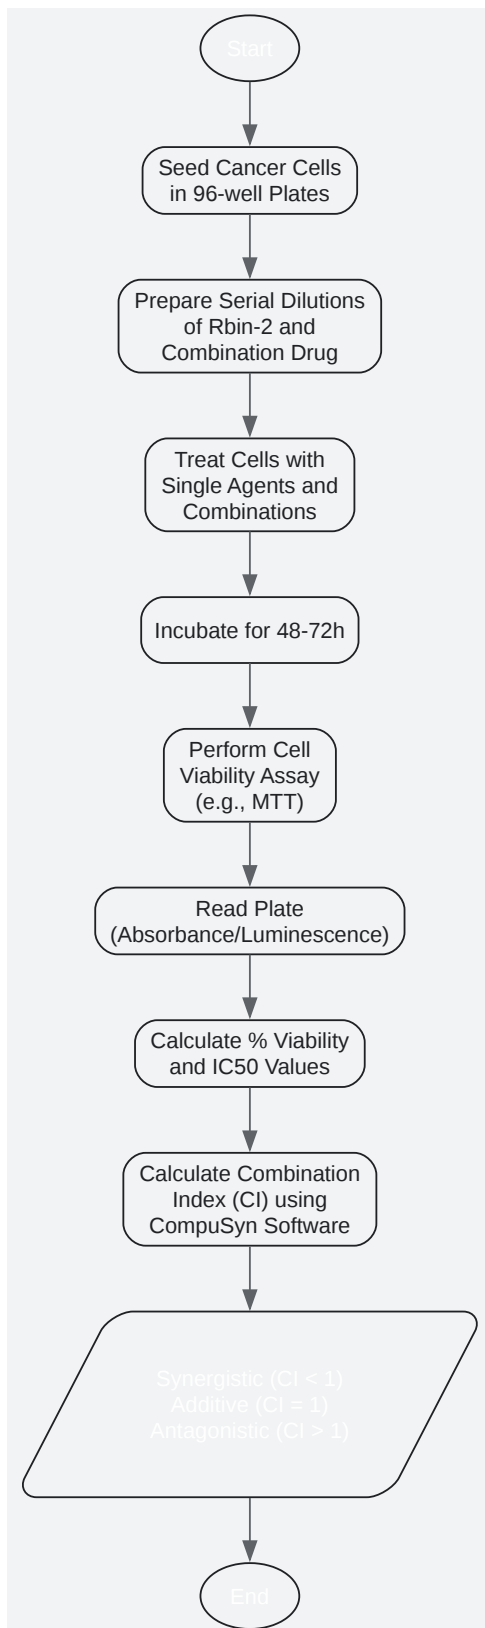 Start
Seed Cancer Cells
in 96-well Plates
Prepare Serial Dilutions
of Rbin-2 and
Combination Drug
Treat Cells with
Single Agents and
Combinations
Incubate for 48-72h
Perform Cell
Viability Assay
(e.g., MTT)
Read Plate
(Absorbance/Luminescence)
Calculate % Viability
and IC50 Values
Calculate Combination
Index (CI) using
CompuSyn Software
Synergistic (CI < 1)
Additive (CI = 1)
Antagonistic (CI > 1)
End